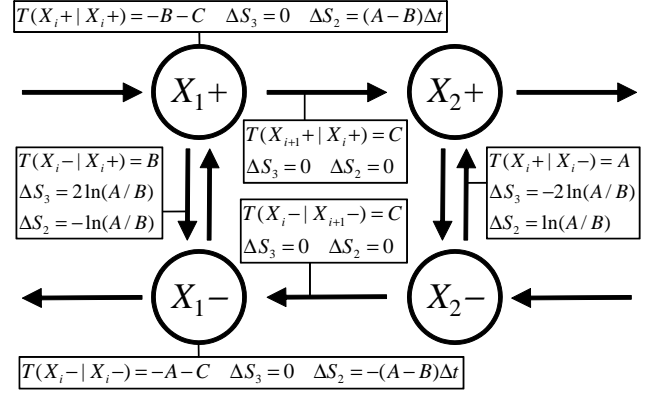 T(X_i+ | X_i+) = −B − C   ΔS_3 = 0   ΔS_2 = (A − B)Δt
X_1+
X_2+
T(X_{i+1}+ | X_i+) = C
ΔS_3 = 0   ΔS_2 = 0
T(X_i− | X_i+) = B
ΔS_3 = 2 ln(A / B)
ΔS_2 = −ln(A / B)
T(X_i+ | X_i−) = A
ΔS_3 = −2 ln(A / B)
ΔS_2 = ln(A / B)
T(X_i− | X_{i+1}−) = C
ΔS_3 = 0   ΔS_2 = 0
X_1−
X_2−
T(X_i− | X_i−) = −A − C   ΔS_3 = 0   ΔS_2 = −(A − B)Δt